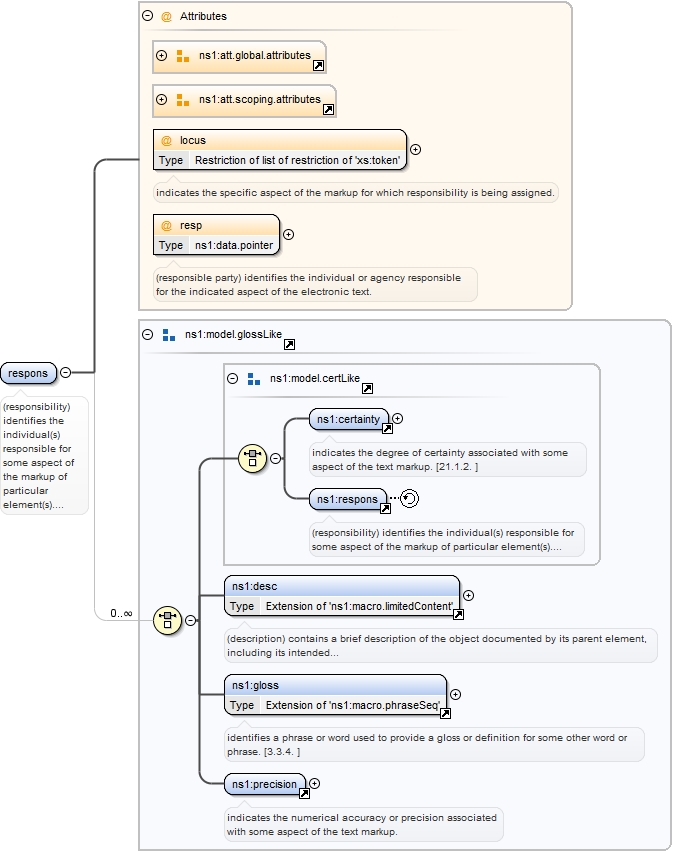 @ Attributes
ns1:att.global.attributes
ns1:att.scoping.attributes
@ locus
Type Restriction of list of restriction of 'xs:token'
indicates the specific aspect of the markup for which responsibility is being assigned.
@ resp
Type ns1:data.pointer
(responsible party) identifies the individual or agency responsible
for the indicated aspect of the electronic text.
respons
(responsibility)
identifies the
individual(s)
responsible for
some aspect of
the markup of
particular
element(s)....
0..∞
ns1:model.glossLike
ns1:model.certLike
ns1:certainty
indicates the degree of certainty associated with some
aspect of the text markup. [21.1.2. ]
ns1:respons
(responsibility) identifies the individual(s) responsible for
some aspect of the markup of particular element(s)....
ns1:desc
Type Extension of 'ns1:macro.limitedContent'
(description) contains a brief description of the object documented by its parent element,
including its intended...
ns1:gloss
Type Extension of 'ns1:macro.phraseSeq'
identifies a phrase or word used to provide a gloss or definition for some other word or
phrase. [3.3.4. ]
ns1:precision
indicates the numerical accuracy or precision associated
with some aspect of the text markup.